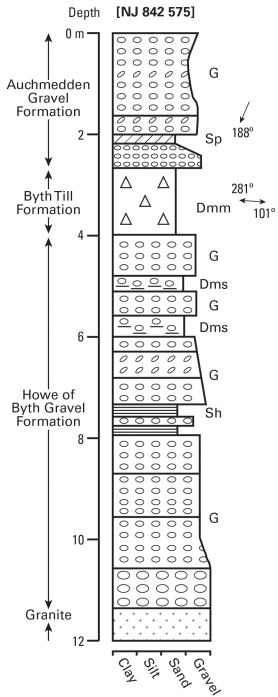 Depth [NJ 842 575]
0 m
Auchmedden
Gravel
Formation
G
2
Sp
188°
Byth Till
Formation
281°
Dmm
101°
4
G
Dms
G
Dms
6
G
Howe of
Byth Gravel
Formation
Sh
8
G
10
Granite
12
Clay
Silt
Sand
Gravel